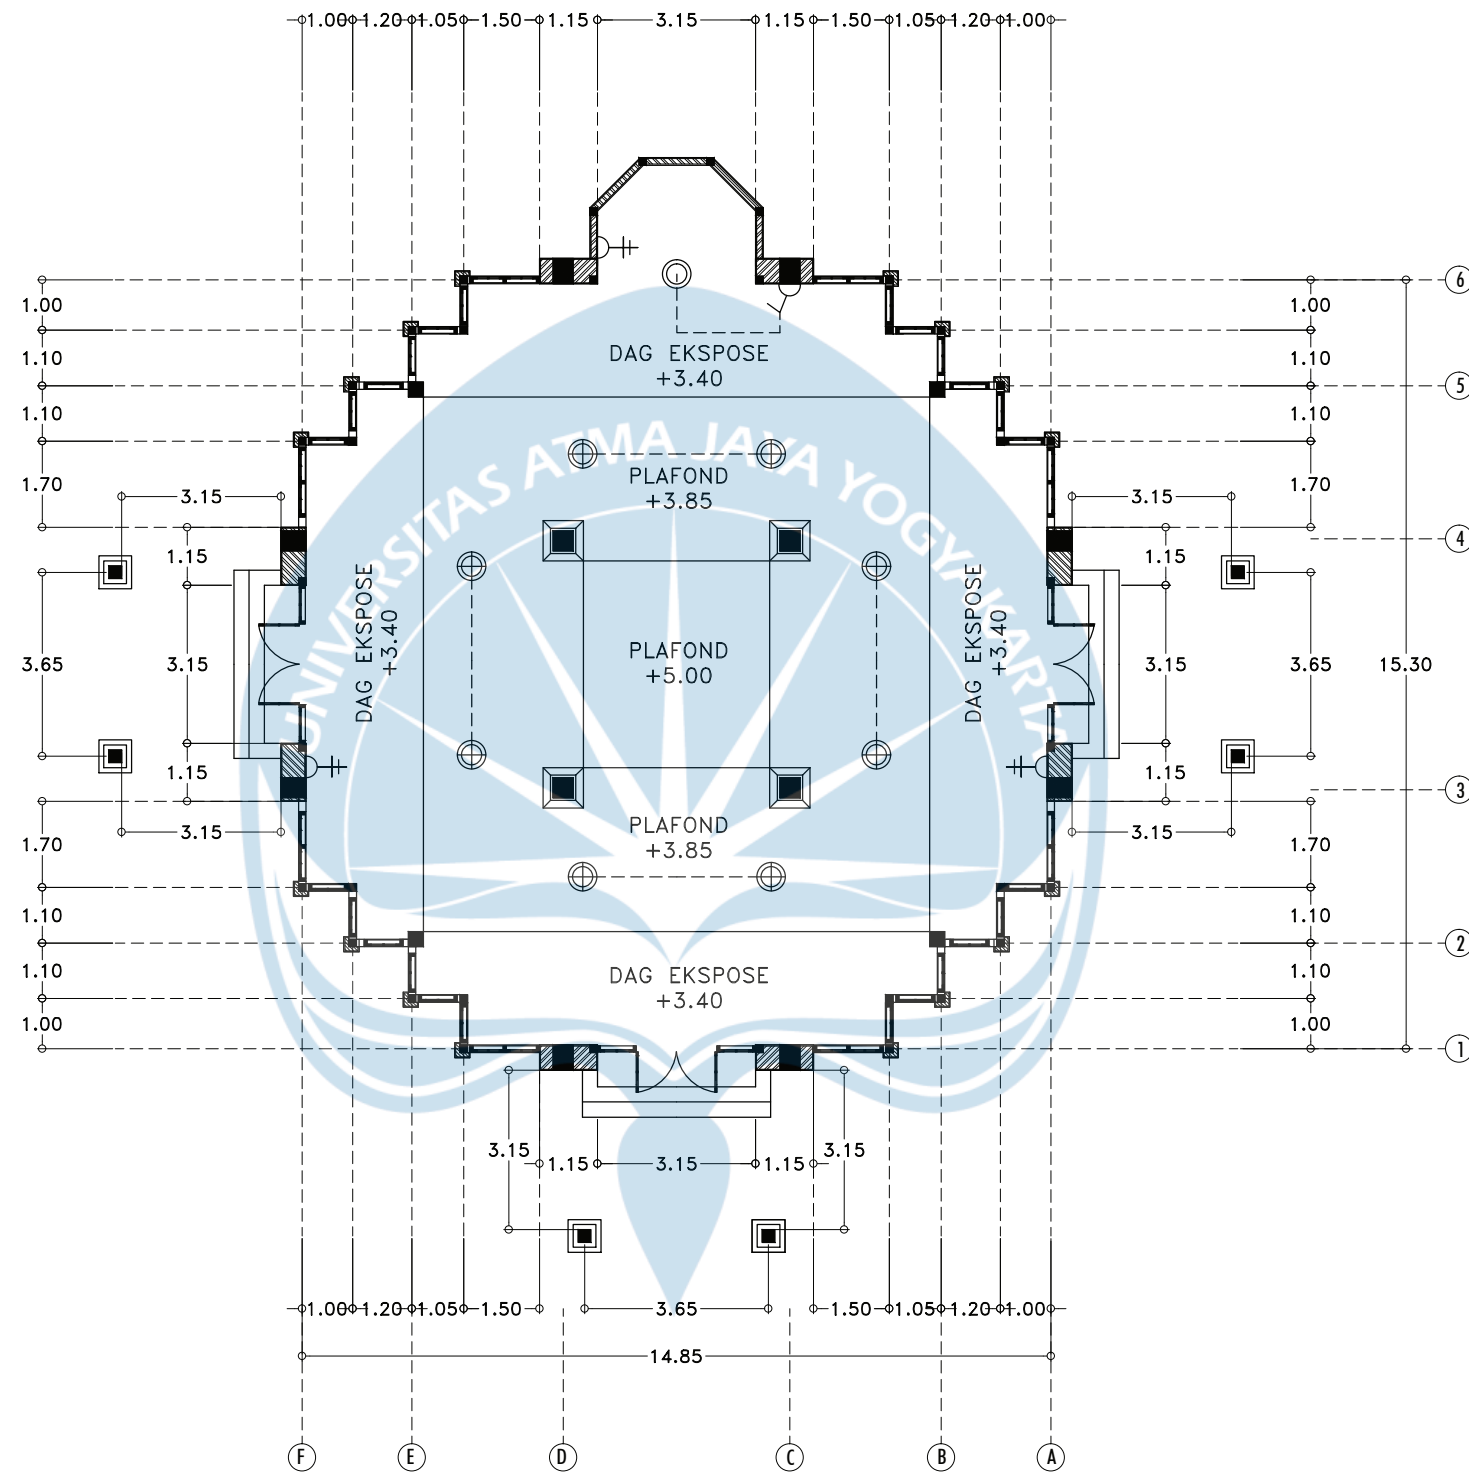 1.00 1.20 1.05 1.50 1.15 3.15 1.15 1.50 1.05 1.20 1.00
6
1.00 1.00
DAG EKSPOSE
+3.40
1.10 1.10
5
1.10 1.10
UNIVERSITAS ATMA JAYA YOGYAKARTA
PLAFOND
+3.85
1.70 1.70
3.15 3.15
4
1.15 1.15
DAG EKSPOSE
+3.40
DAG EKSPOSE
+3.40
PLAFOND
+5.00
3.65 3.15 3.15 3.65 15.30
1.15 1.15
3
PLAFOND
+3.85
3.15 3.15
1.70 1.70
1.10 1.10
2
DAG EKSPOSE
+3.40
1.10 1.10
1.00 1.00
1
3.15 3.15
1.15 3.15 1.15
1.00 1.20 1.05 1.50 3.65 1.50 1.05 1.20 1.00
14.85
F E D C B A